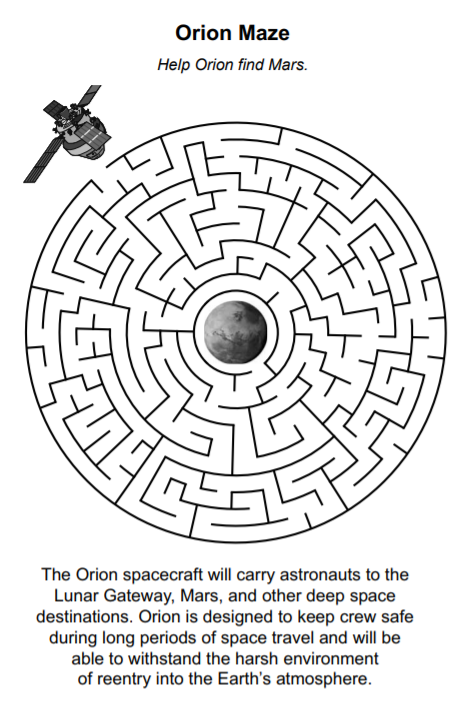 Orion Maze
Help Orion find Mars.
The Orion spacecraft will carry astronauts to the
Lunar Gateway, Mars, and other deep space
destinations. Orion is designed to keep crew safe
during long periods of space travel and will be
able to withstand the harsh environment
of reentry into the Earth's atmosphere.